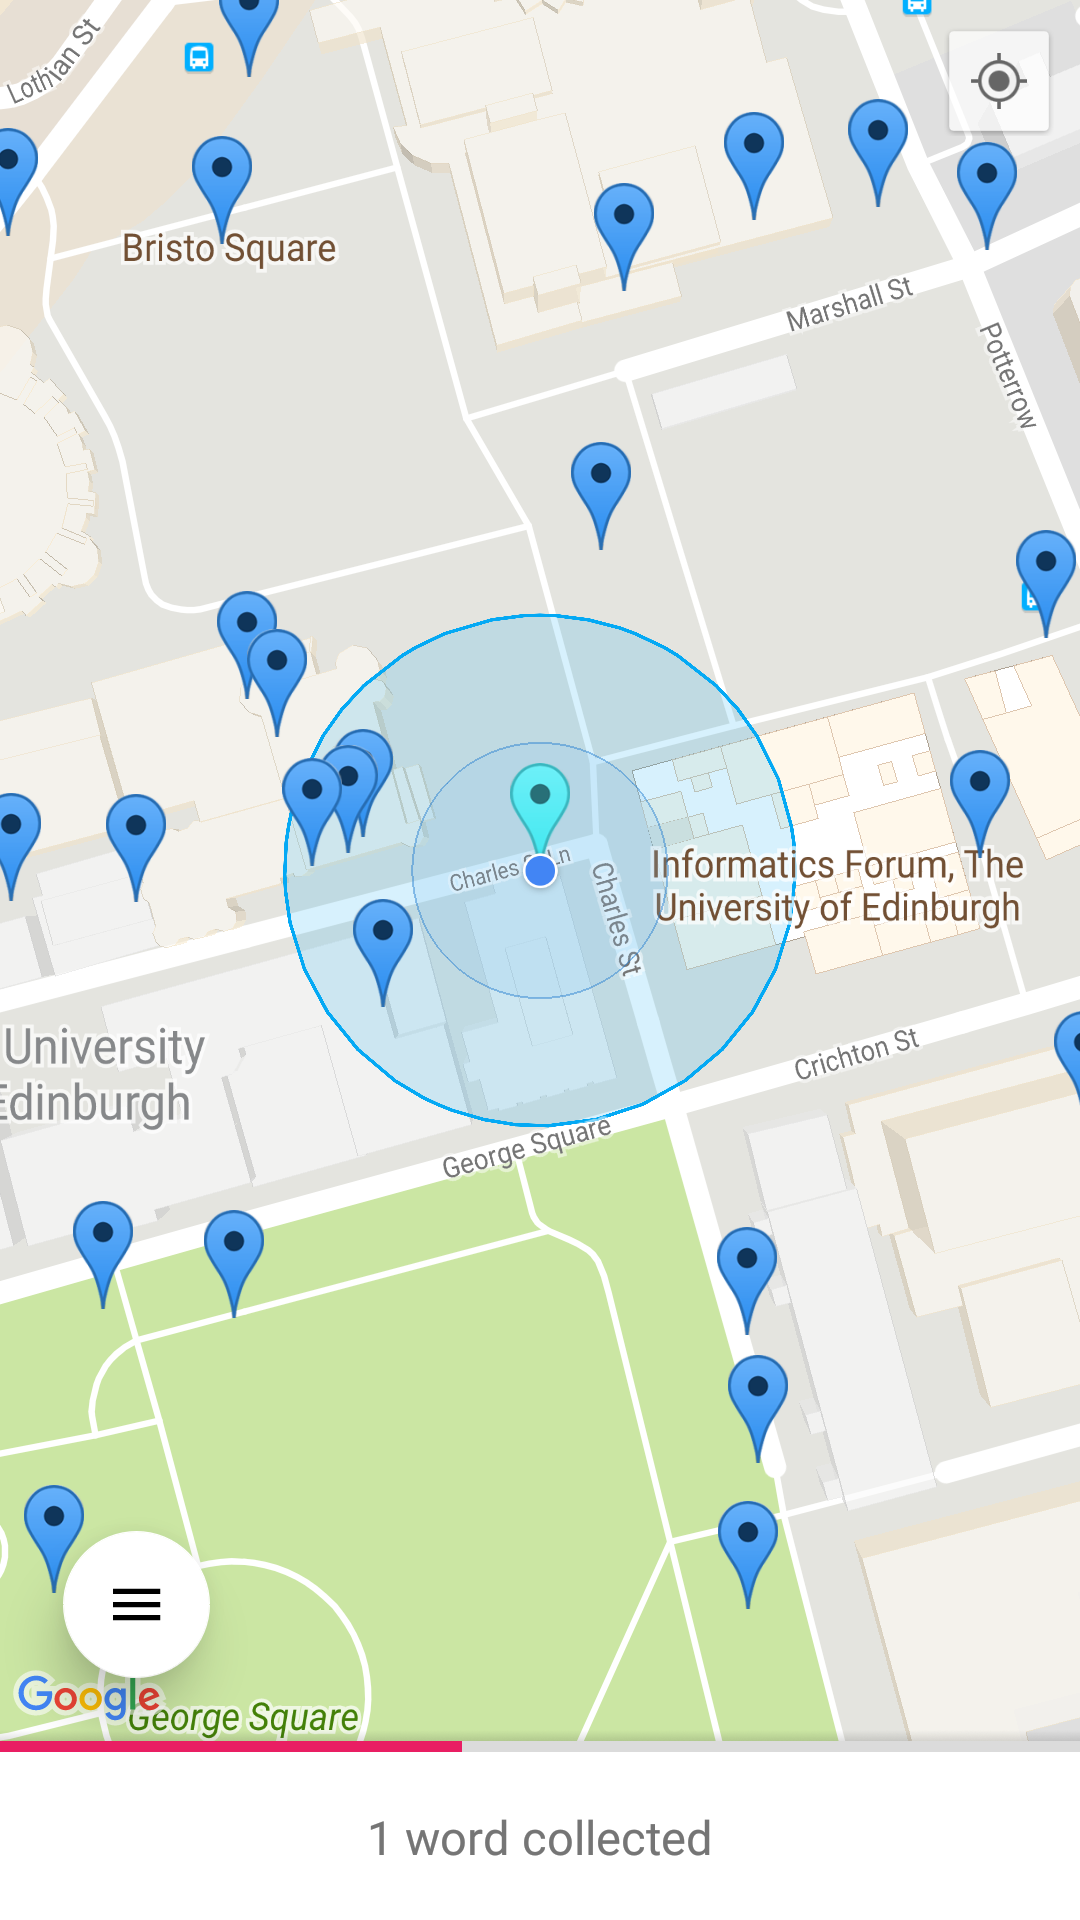 Lothian St
Bristo Square
Marshall St
Potterrow
Charles
Ln
Informatics Forum, The
University of Edinburgh
Charles St
University
Edinburgh
Crichton St
George Square
Google
George Square
1 word collected